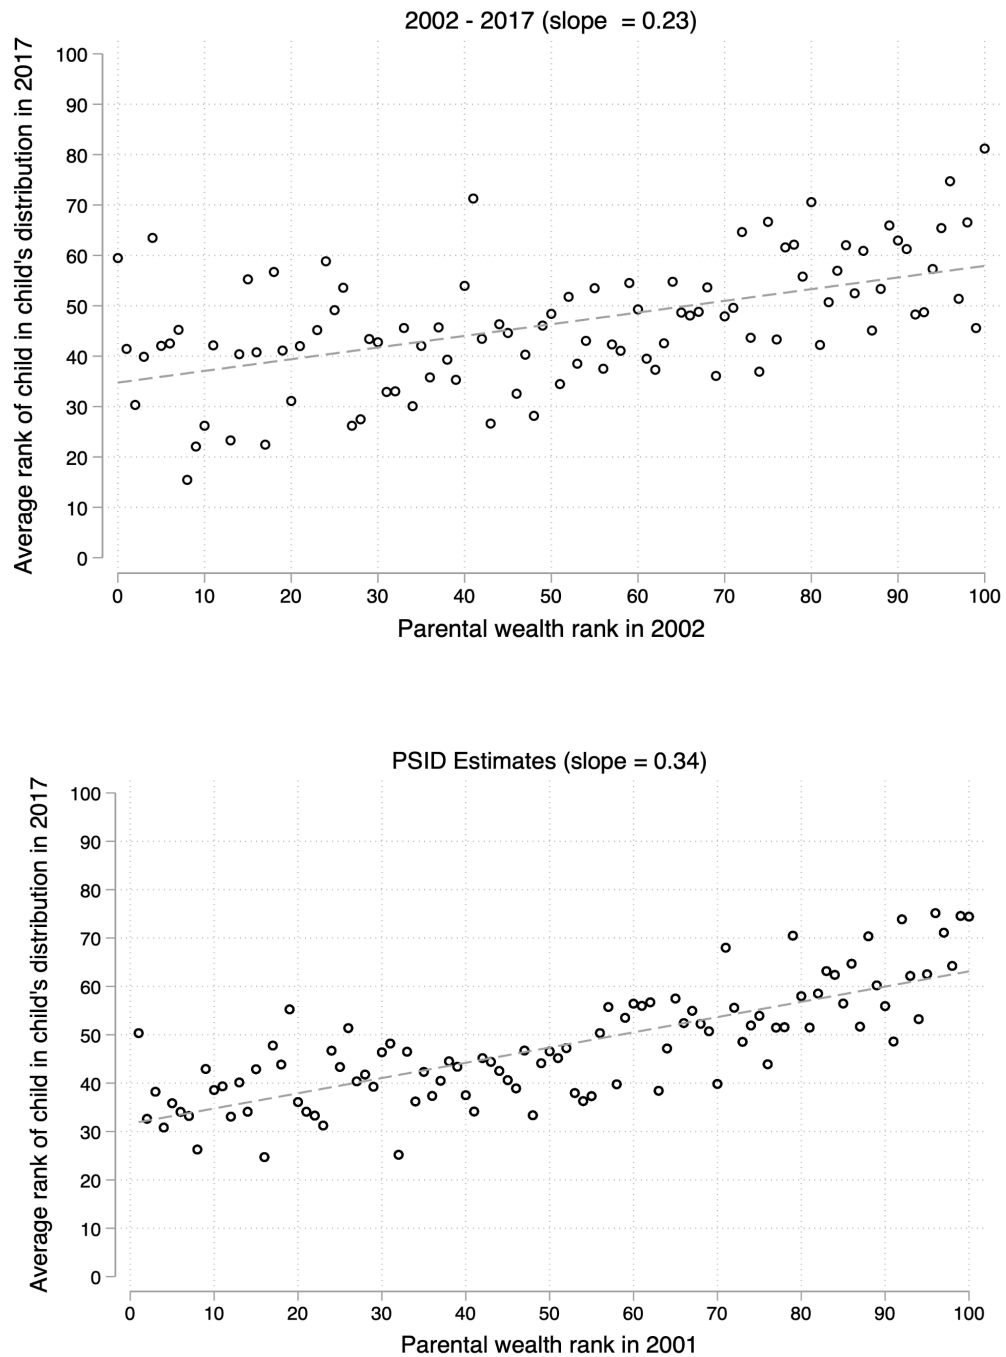 2002 - 2017 (slope  = 0.23)
Average rank of child in child's distribution in 2017
100
90
80
70
60
50
40
30
20
10
0
0 10 20 30 40 50 60 70 80 90 100
Parental wealth rank in 2002
PSID Estimates (slope = 0.34)
Average rank of child in child's distribution in 2017
100
90
80
70
60
50
40
30
20
10
0
0 10 20 30 40 50 60 70 80 90 100
Parental wealth rank in 2001